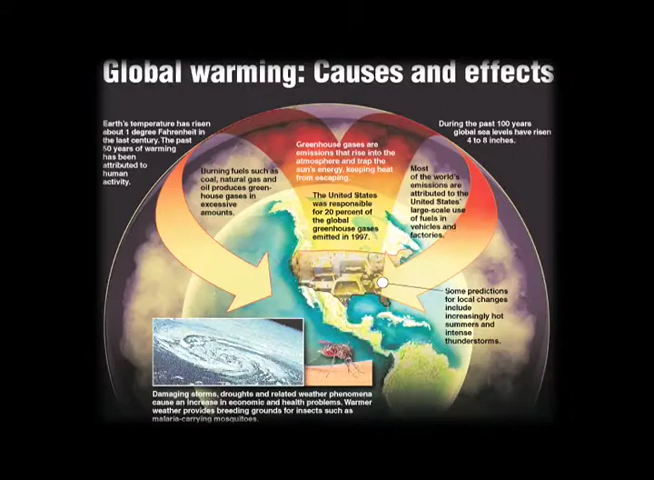 Global warming: Causes and effects
Earth's temperature has risen
about 1 degree Fahrenheit in
the last century. The past
50 years of warming
has been
attributed to
human
activity.
Burning fuels such as
coal, natural gas and
oil produces green-
house gases in
excessive
amounts.
Greenhouse gases are
emissions that rise into the
atmosphere and trap the
sun's energy, keeping heat
from escaping.
The United States
was responsible
for 20 percent of
the global
greenhouse gases
emitted in 1997.
Most
of the world's
emissions are
attributed to the
United States'
large-scale use
of fuels in
vehicles and
factories.
During the past 100 years
global sea levels have risen
4 to 8 inches.
Some predictions
for local changes
include
increasingly hot
summers and
intense
thunderstorms.
Damaging storms, droughts and related weather phenomena
cause an increase in economic and health problems. Warmer
weather provides breeding grounds for insects such as
malaria-carrying mosquitoes.